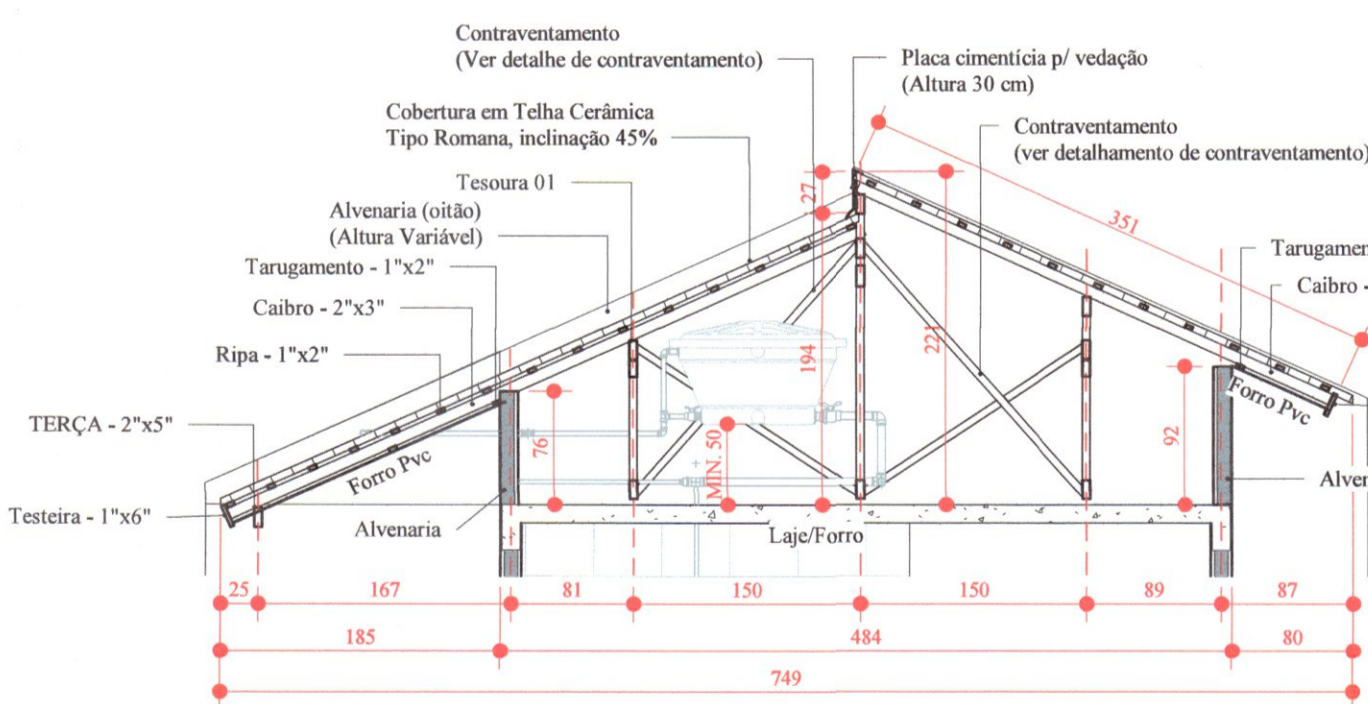 Contraventamento
(Ver detalhe de contraventamento)
Placa cimentícia p/ vedação
(Altura 30 cm)
Cobertura em Telha Cerâmica
Tipo Romana, inclinação 45%
Contraventamento
(ver detalhamento de contraventamento)
Tesoura 01
27
351
Alvenaria (oitão)
(Altura Variável)
Tarugamento - 1"x2"
Tarugamen
Caibro - 2"x3"
Caibro -
Ripa - 1"x2"
194
221
Forro Pvc
TERÇA - 2"x5"
76
MIN. 50
92
Forro Pvc
Testeira - 1"x6"
Alvenaria
Laje/Forro
Alven
25
167
81
150
150
89
87
185
484
80
749